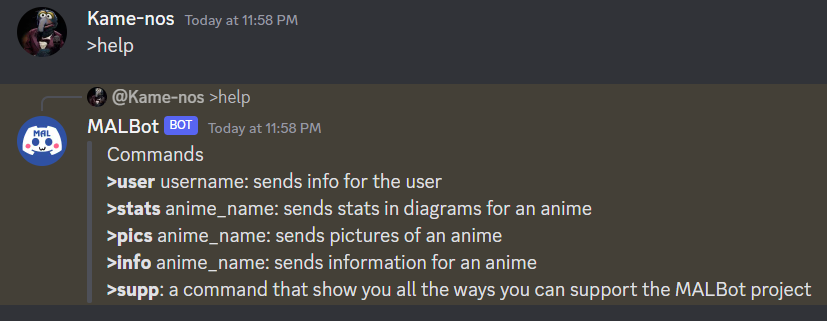 Kame-nos Today at 11:58 PM
>help
@Kame-nos >help
MALBot BOT Today at 11:58 PM
MAL
Commands
>user username: sends info for the user
>stats anime_name: sends stats in diagrams for an anime
>pics anime_name: sends pictures of an anime
>info anime_name: sends information for an anime
>supp: a command that show you all the ways you can support the MALBot project